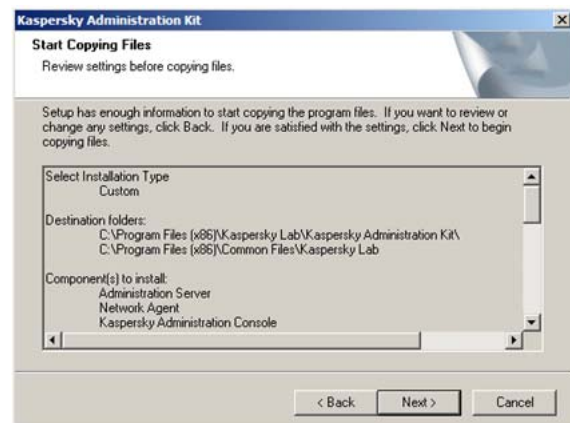 Kaspersky Administration Kit
Start Copying Files
Review settings before copying files.
Setup has enough information to start copying the program files. If you want to review or
change any settings, click Back. If you are satisfied with the settings, click Next to begin
copying files.
Select Installation Type
Custom
Destination folders:
C:\Program Files (x86)\Kaspersky Lab\Kaspersky Administration Kit\
C:\Program Files (x86)\Common Files\Kaspersky Lab
Component(s) to install:
Administration Server
Network Agent
Kaspersky Administration Console
< Back Next > Cancel